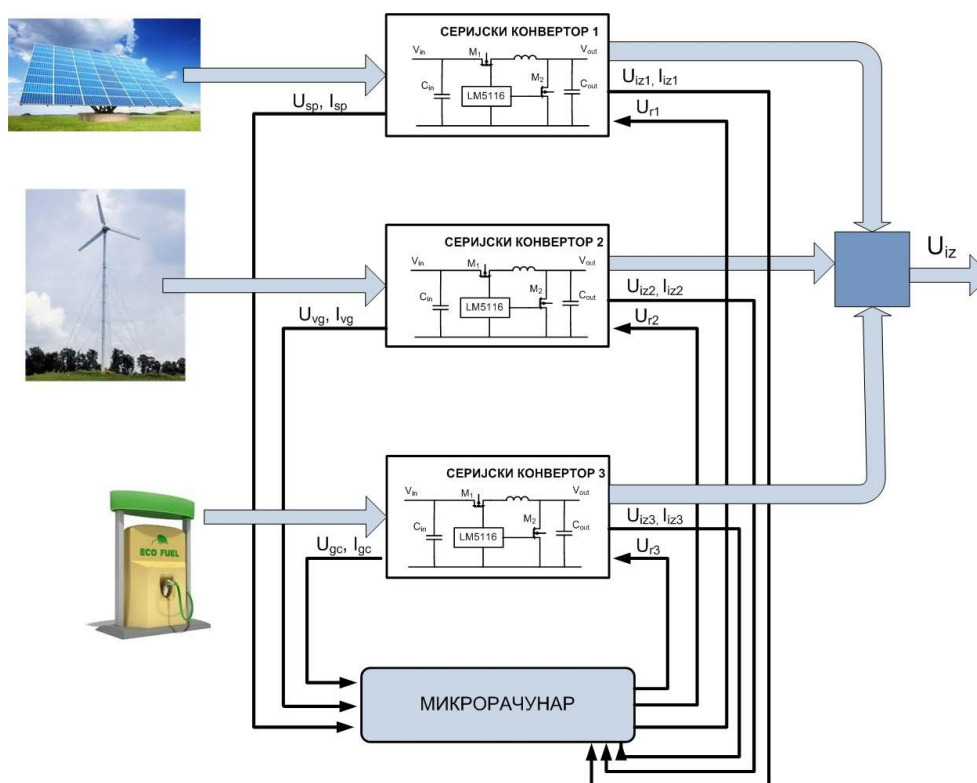 СЕРИЈСКИ КОНВЕРТОР 1
Vin
M1
Vout
M2
Cin
LM5116
Cout
Uiz1, Iiz1
Usp, Isp
Ur1
СЕРИЈСКИ КОНВЕРТОР 2
Vin
M1
Vout
M2
Cin
LM5116
Cout
Uiz
Uiz2, Iiz2
Uvg, Ivg
Ur2
СЕРИЈСКИ КОНВЕРТОР 3
Vin
M1
Vout
M2
Cin
LM5116
Cout
Uiz3, Iiz3
Ugc, Igc
Ur3
ECO FUEL
МИКРОРАЧУНАР